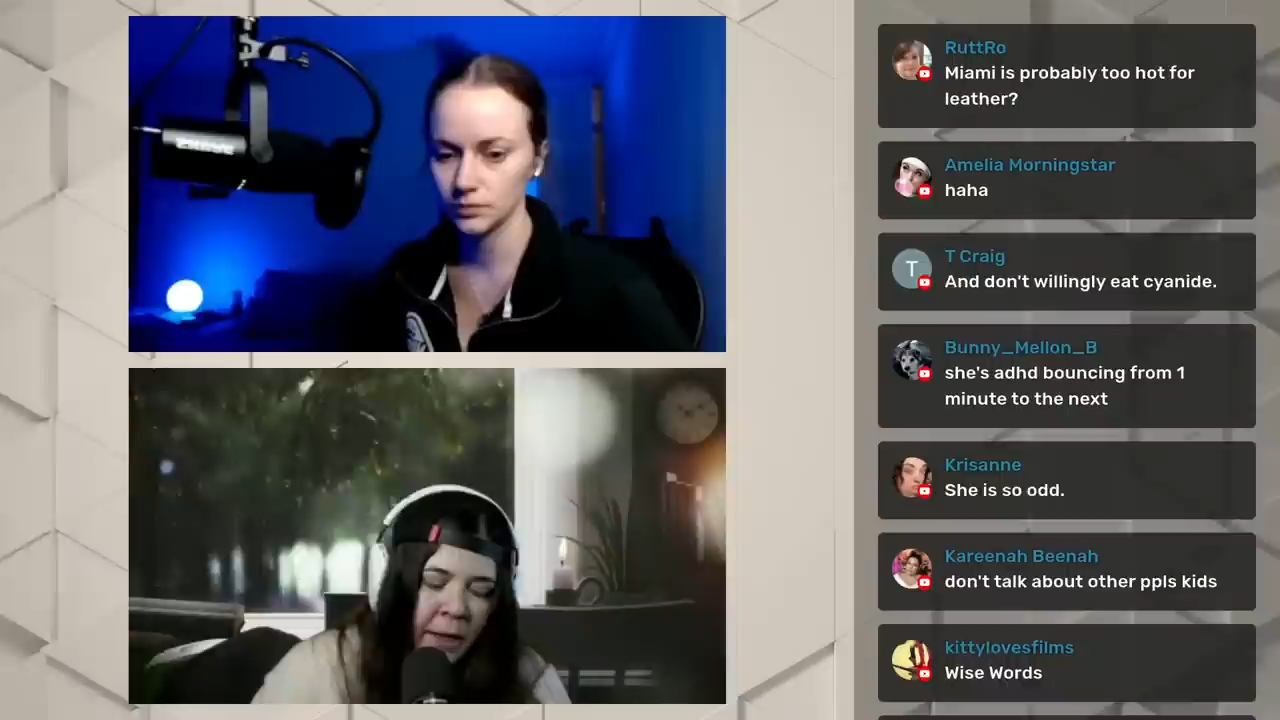 RuttRo
Miami is probably too hot for
leather?
Amelia Morningstar
haha
T
T Craig
And don't willingly eat cyanide.
Bunny_Mellon_B
she's adhd bouncing from 1
minute to the next
Krisanne
She is so odd.
Kareenah Beenah
don't talk about other ppls kids
kittylovesfilms
Wise Words